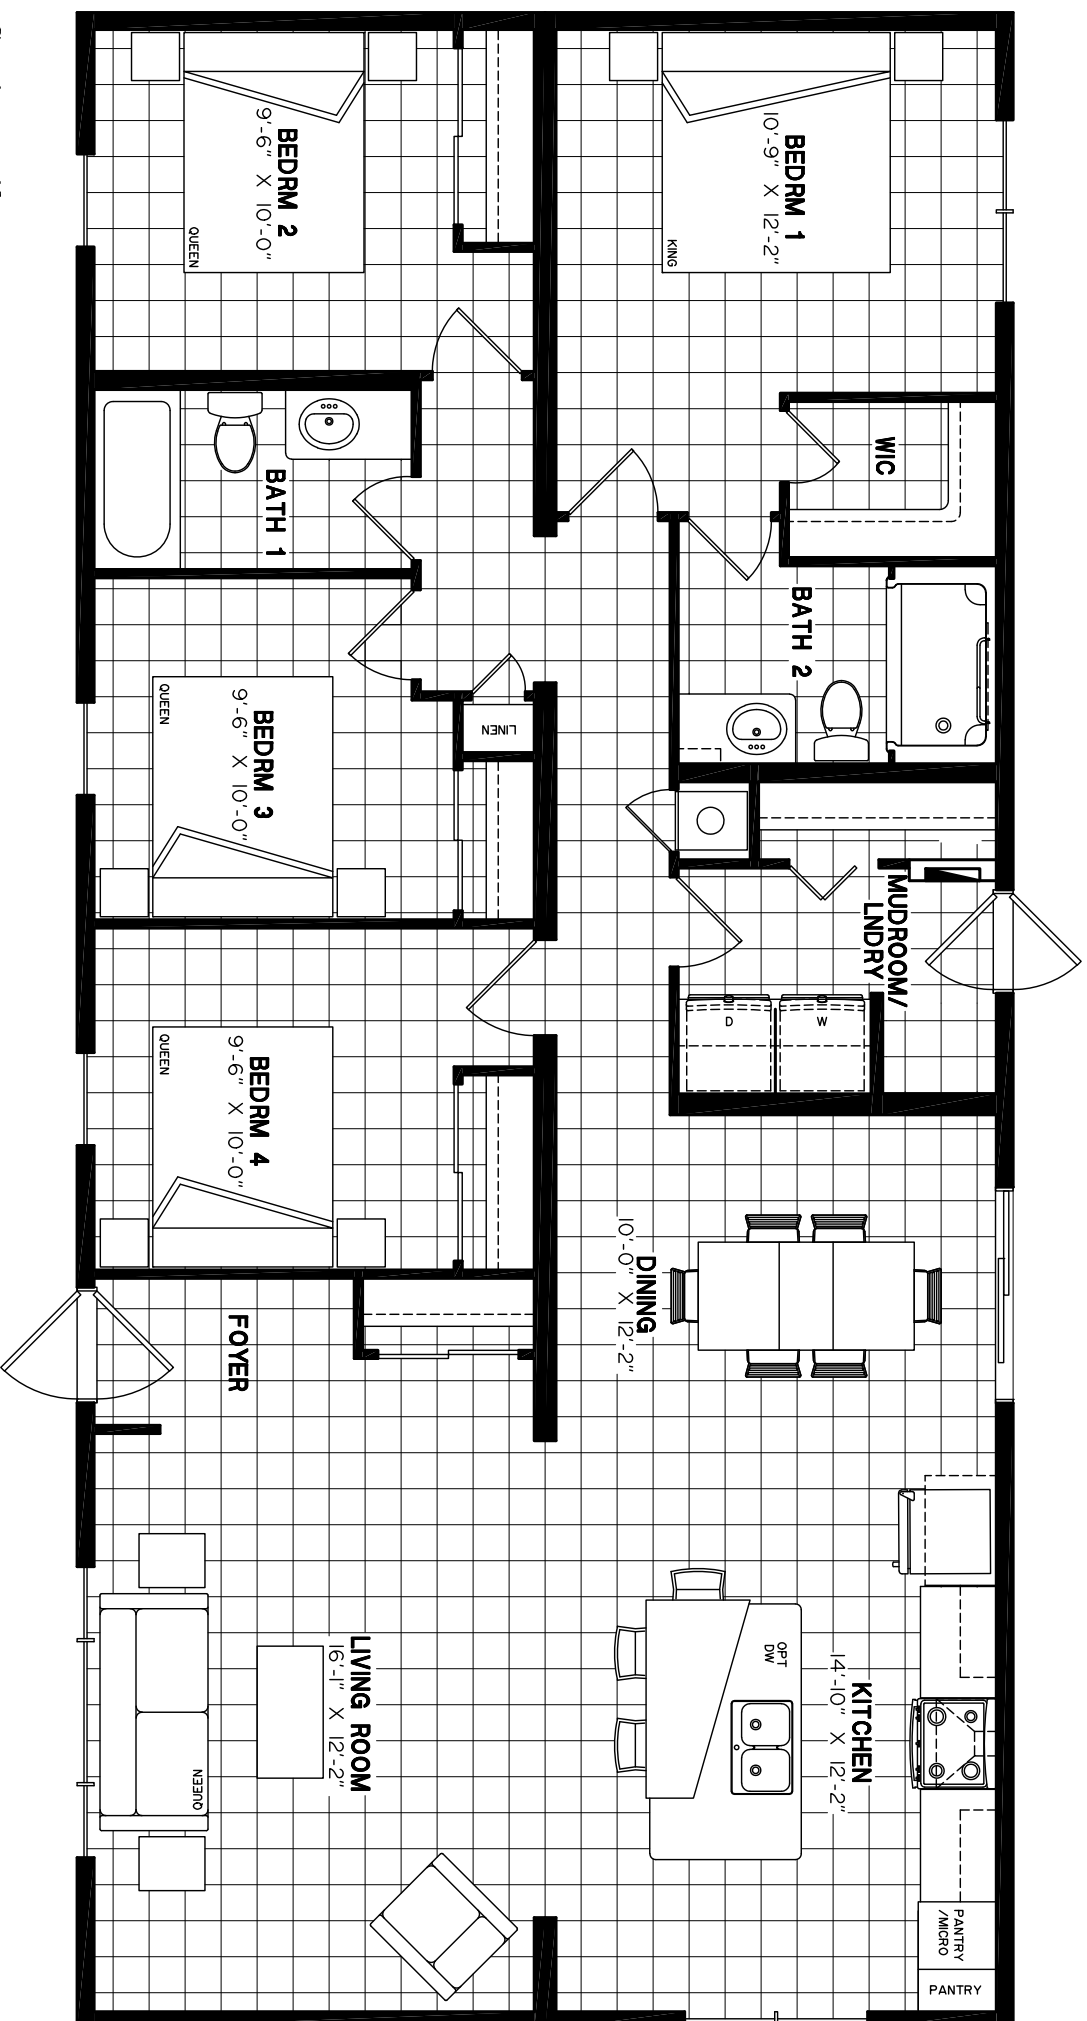 BEDRM 2
9'-6" X 10'-0"
QUEEN
BEDRM 1
10'-9" X 12'-2"
KING
WIC
BATH 1
BATH 2
BEDRM 3
9'-6" X 10'-0"
QUEEN
LINEN
MUDROOM/
LNDRY
D
W
BEDRM 4
9'-6" X 10'-0"
QUEEN
DINING
10'-0" X 12'-2"
FOYER
LIVING ROOM
16'-1" X 12'-2"
QUEEN
OPT
DW
KITCHEN
14'-10" X 12'-2"
PANTRY
/MICRO
PANTRY